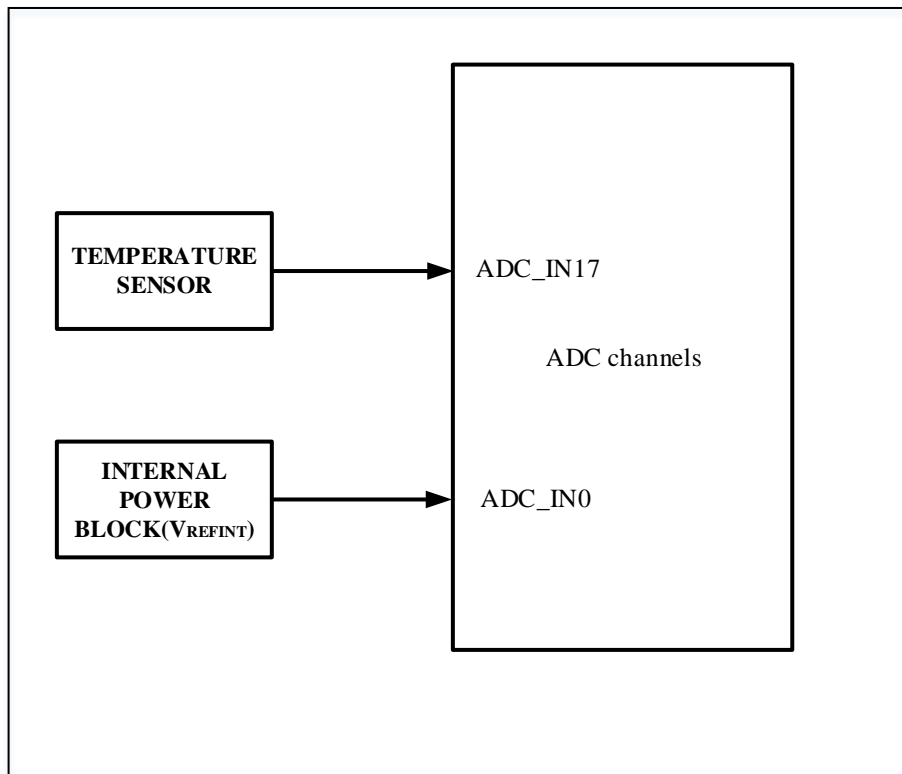 TEMPERATURE
SENSOR
ADC_IN17
ADC channels
INTERNAL
POWER
BLOCK(VREFINT)
ADC_IN0